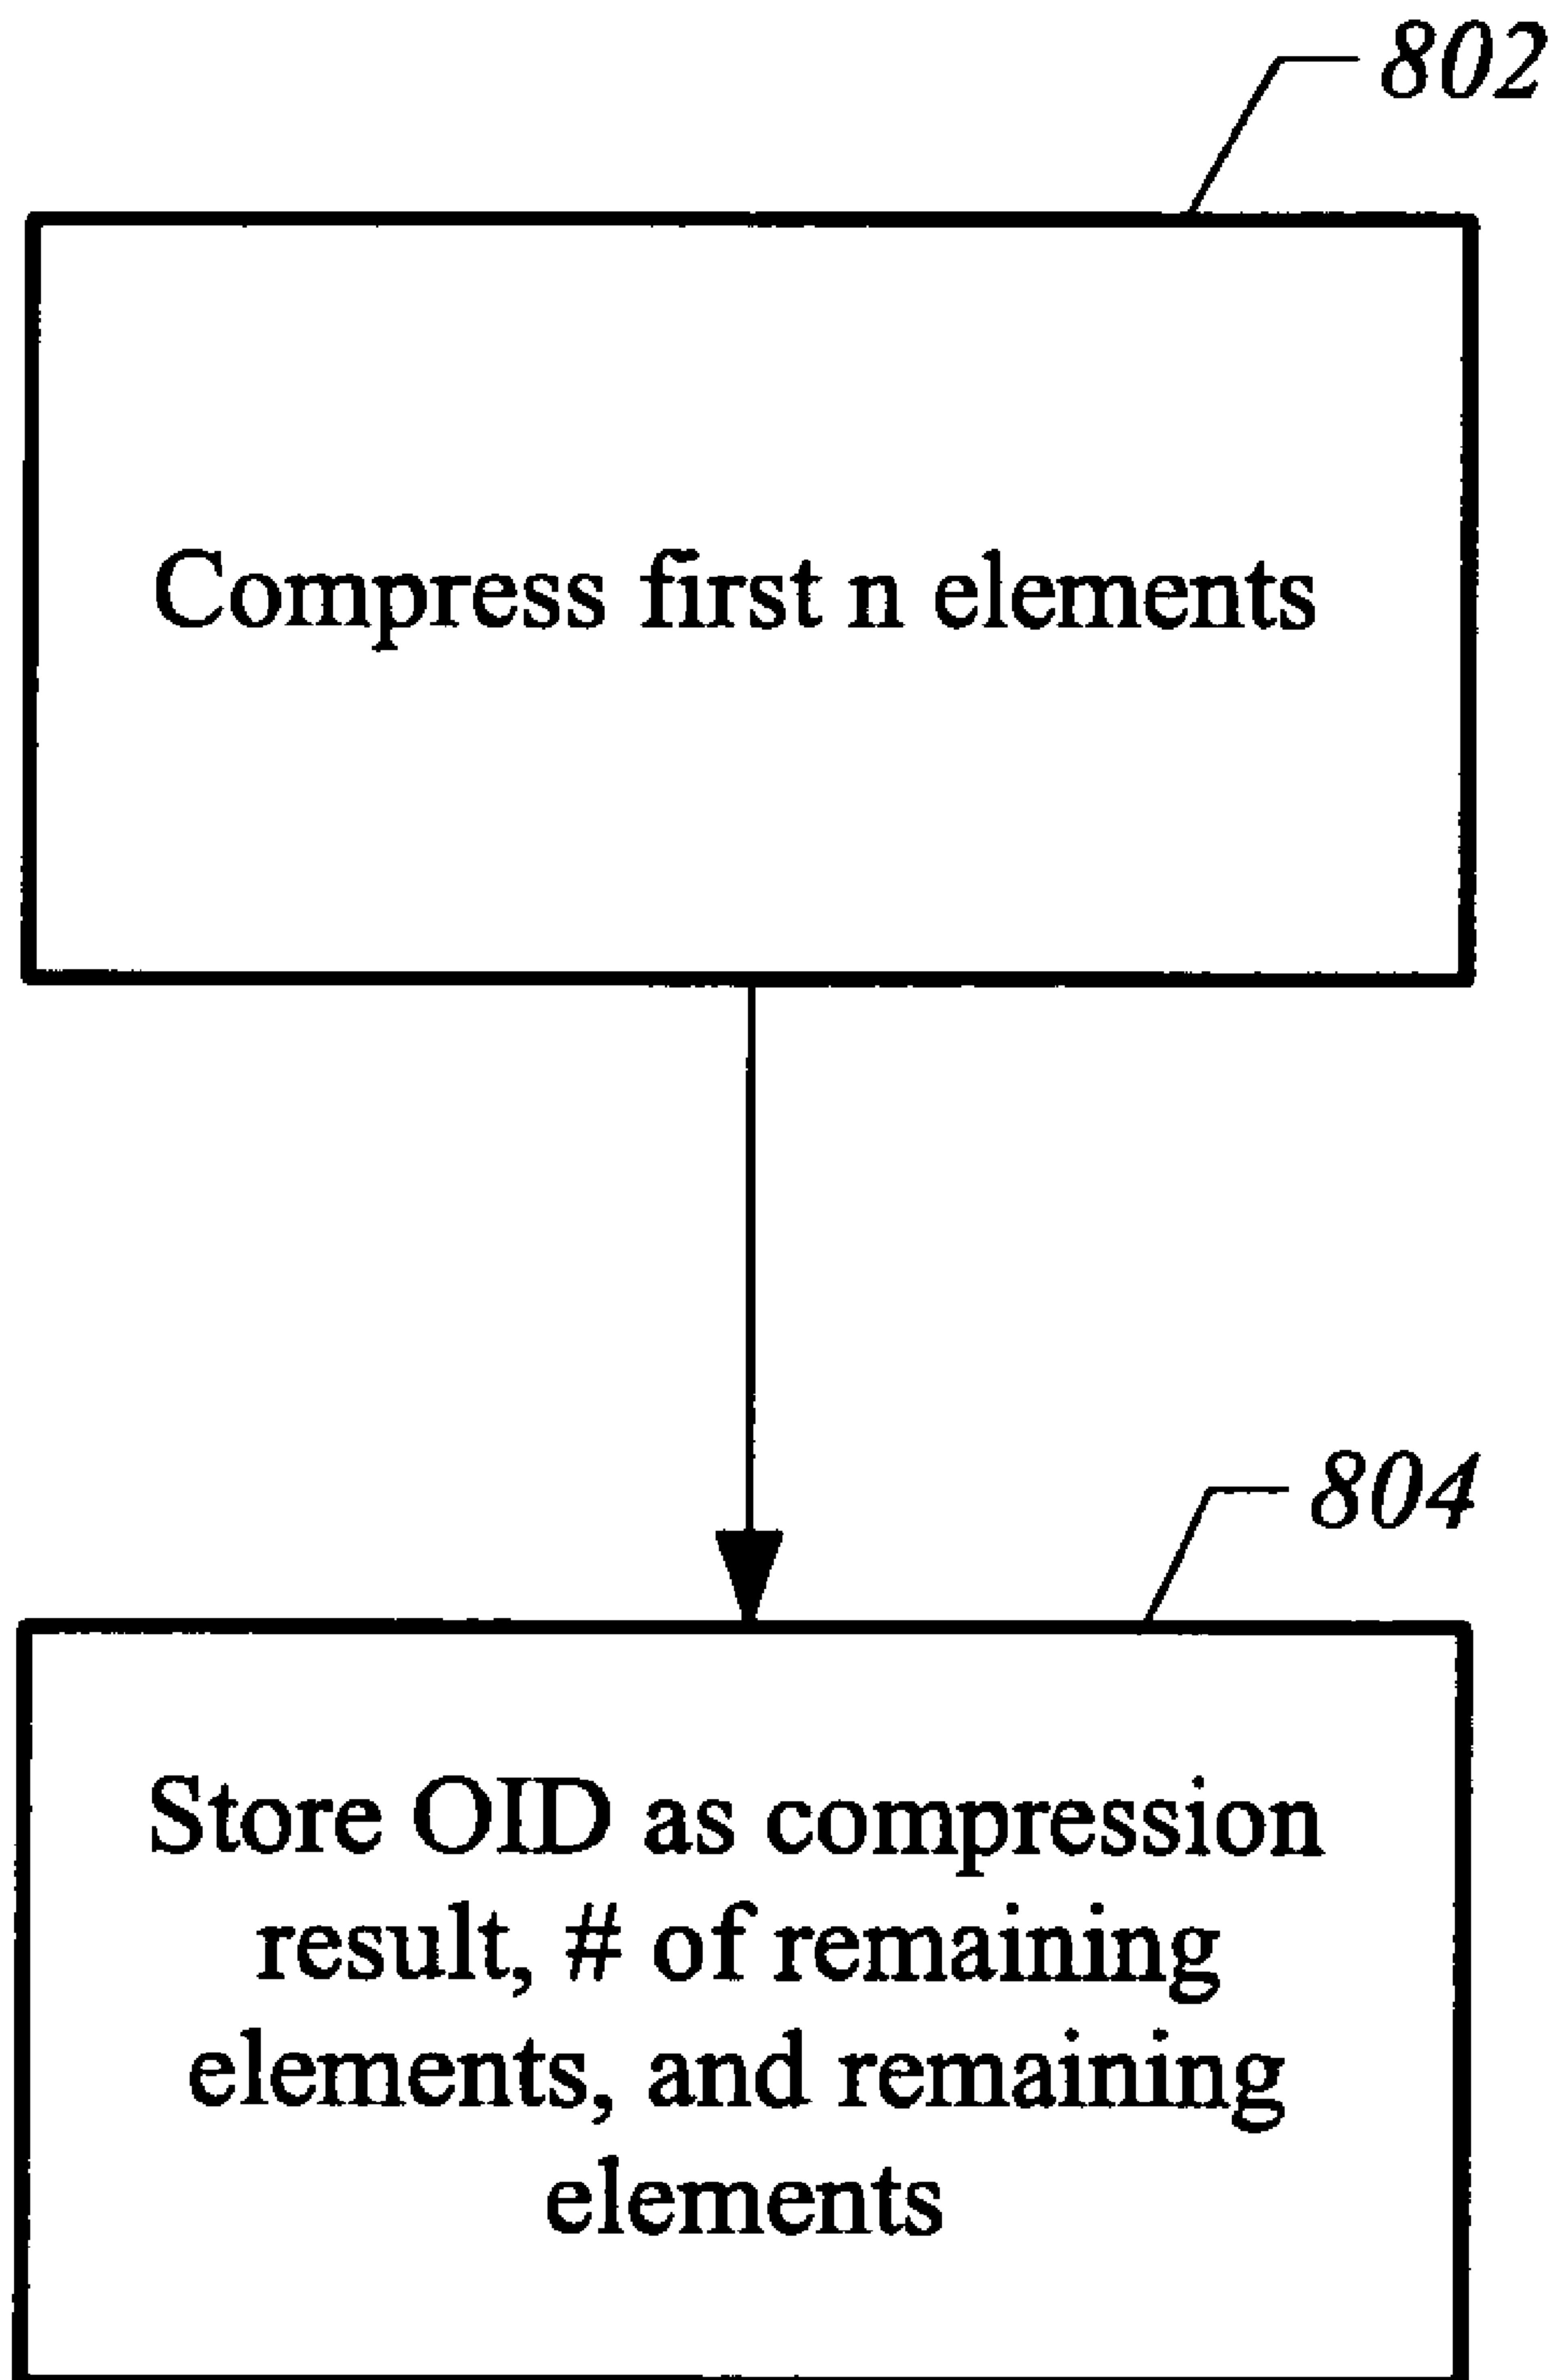 802
Compress first n elements
804
Store OID as compression
result, # of remaining
elements, and remaining
elements